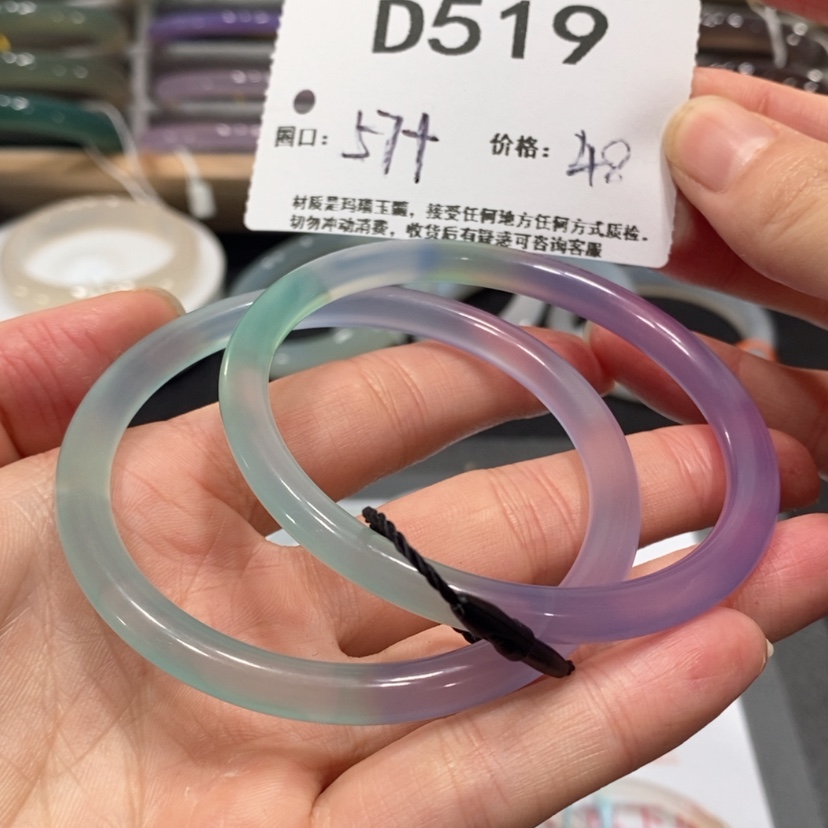 D519
圈口: 57+ 价格: 48
材质是玛瑙玉髓，接受任何地方任何方式质检。
切勿冲动消费，收货后有疑惑可咨询客服